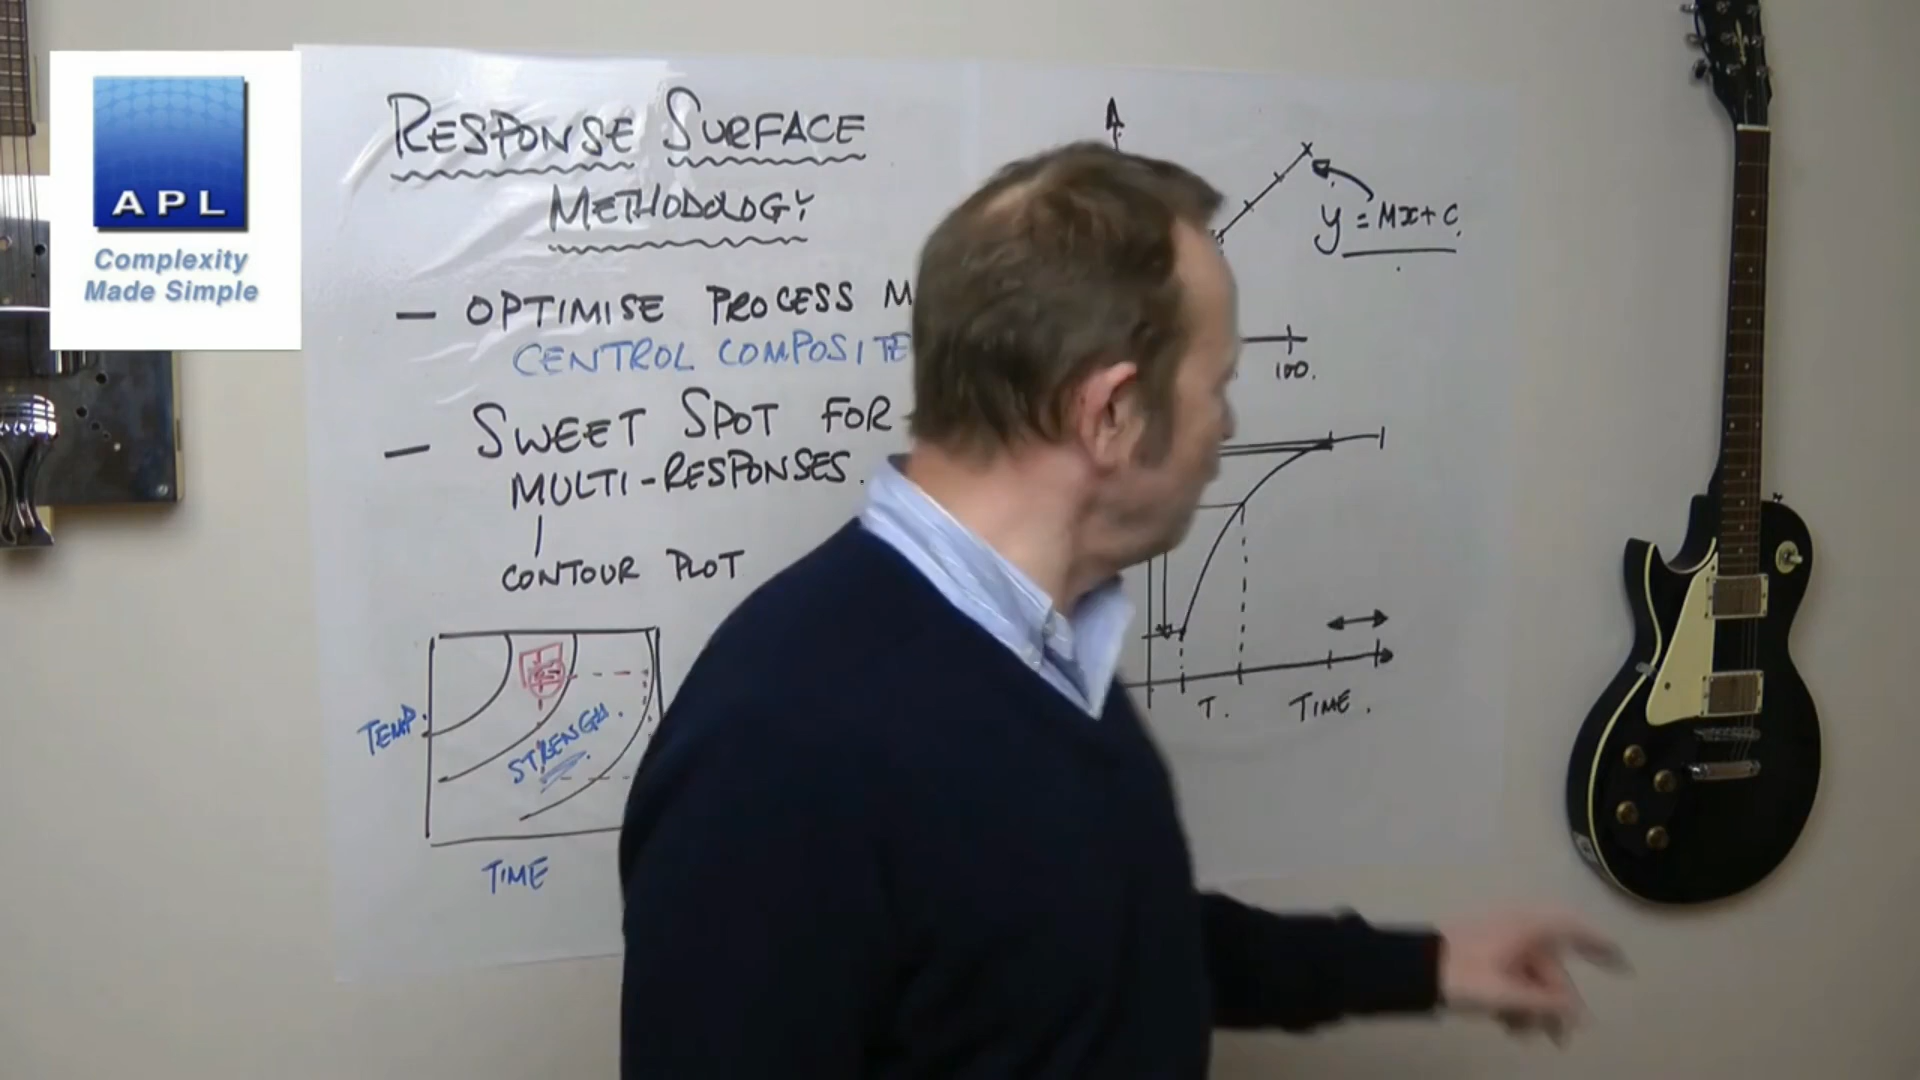 APL
Complexity
Made Simple
RESPONSE SURFACE
METHODOLOGY
- OPTIMISE PROCESS M
CENTROL COMPOSITE
- SWEET SPOT FOR
MULTI-RESPONSES.
CONTOUR PLOT
TEMP.
STRENGTH.
TIME
y = Mx + C.
100.
T.
TIME.